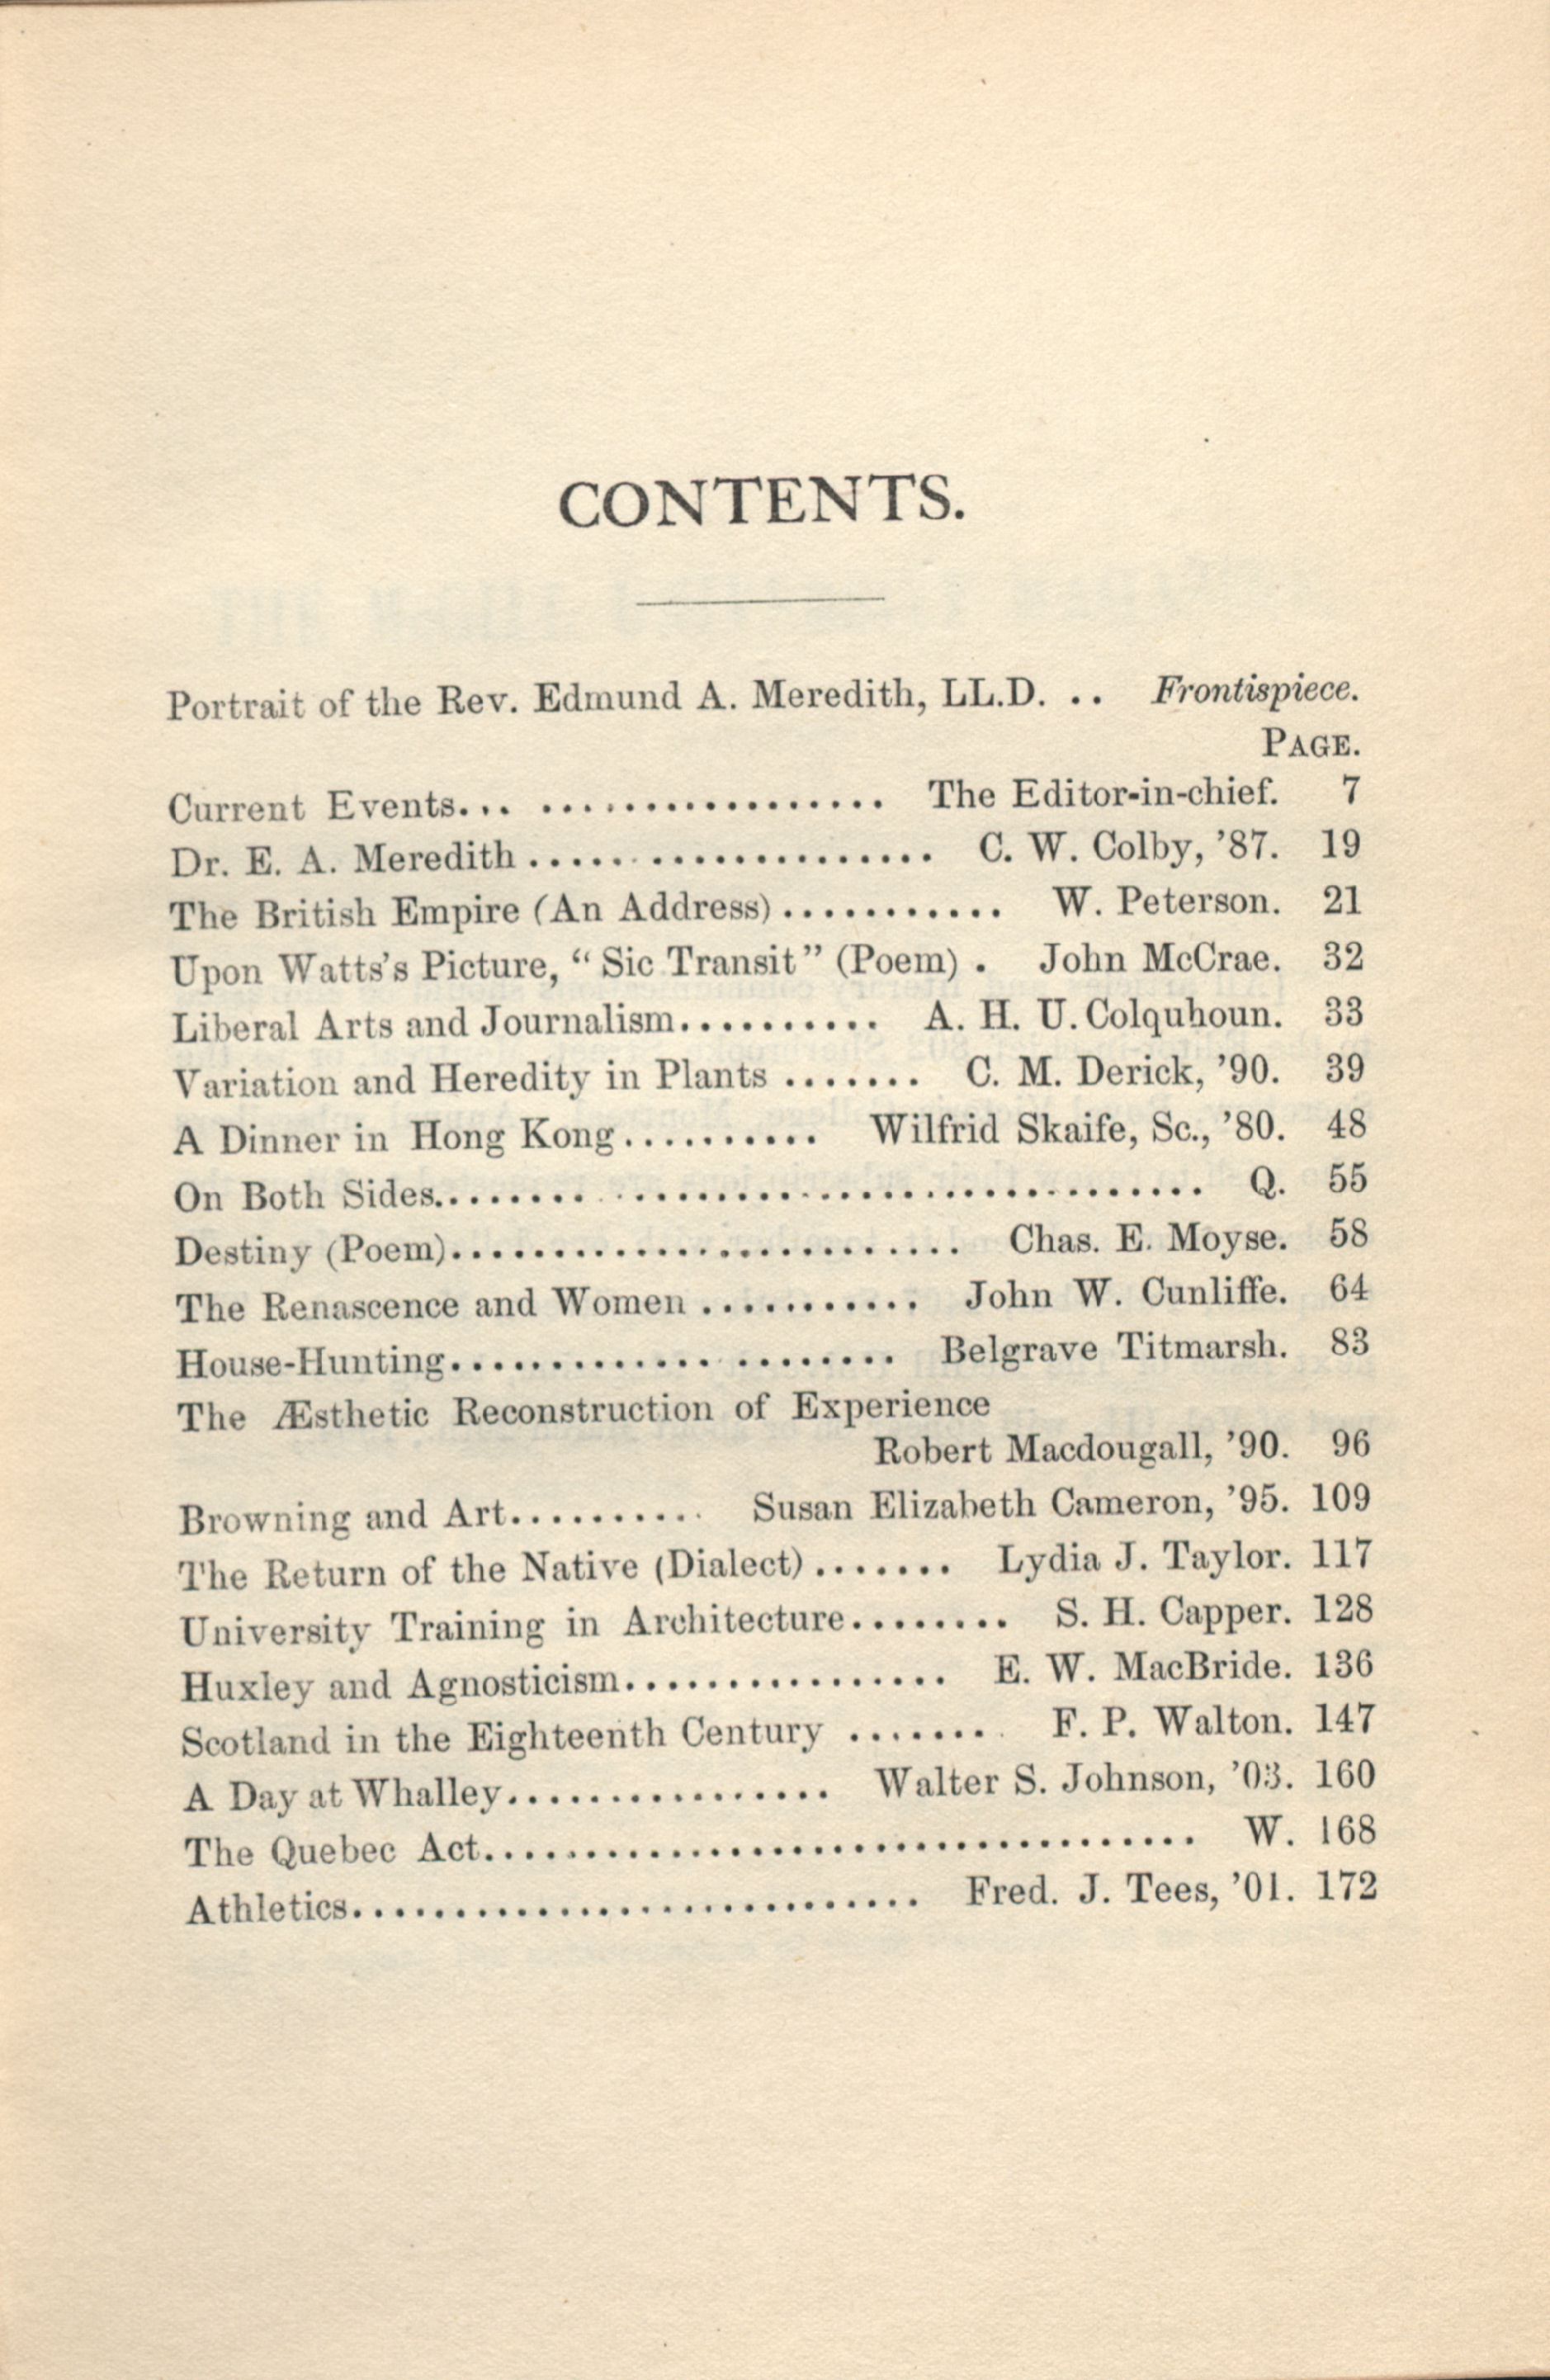 CONTENTS.
Portrait of the Rev. Edmund A. Meredith, LL.D. .. Frontispiece.
PAGE.
Current Events... ................. The Editor-in-chief. 7
Dr. E. A. Meredith .................... C. W. Colby, '87. 19
The British Empire (An Address) ........... W. Peterson. 21
Upon Watts's Picture, “Sic Transit” (Poem) . John McCrae. 32
Liberal Arts and Journalism.......... A. H. U. Colquhoun. 33
Variation and Heredity in Plants ....... C. M. Derick, '90. 39
A Dinner in Hong Kong.......... Wilfrid Skaife, Sc., '80. 48
On Both Sides...................................... Q. 55
Destiny (Poem).......................... Chas. E. Moyse. 58
The Renascence and Women ........... John W. Cunliffe. 64
House-Hunting...................... Belgrave Titmarsh. 83
The Æsthetic Reconstruction of Experience
Robert Macdougall, '90. 96
Browning and Art.......... Susan Elizabeth Cameron, '95. 109
The Return of the Native (Dialect) ....... Lydia J. Taylor. 117
University Training in Architecture........ S. H. Capper. 128
Huxley and Agnosticism................ E. W. MacBride. 136
Scotland in the Eighteenth Century ........ F. P. Walton. 147
A Day at Whalley................ Walter S. Johnson, '03. 160
The Quebec Act.................................... W. 168
Athletics............................ Fred. J. Tees, '01. 172